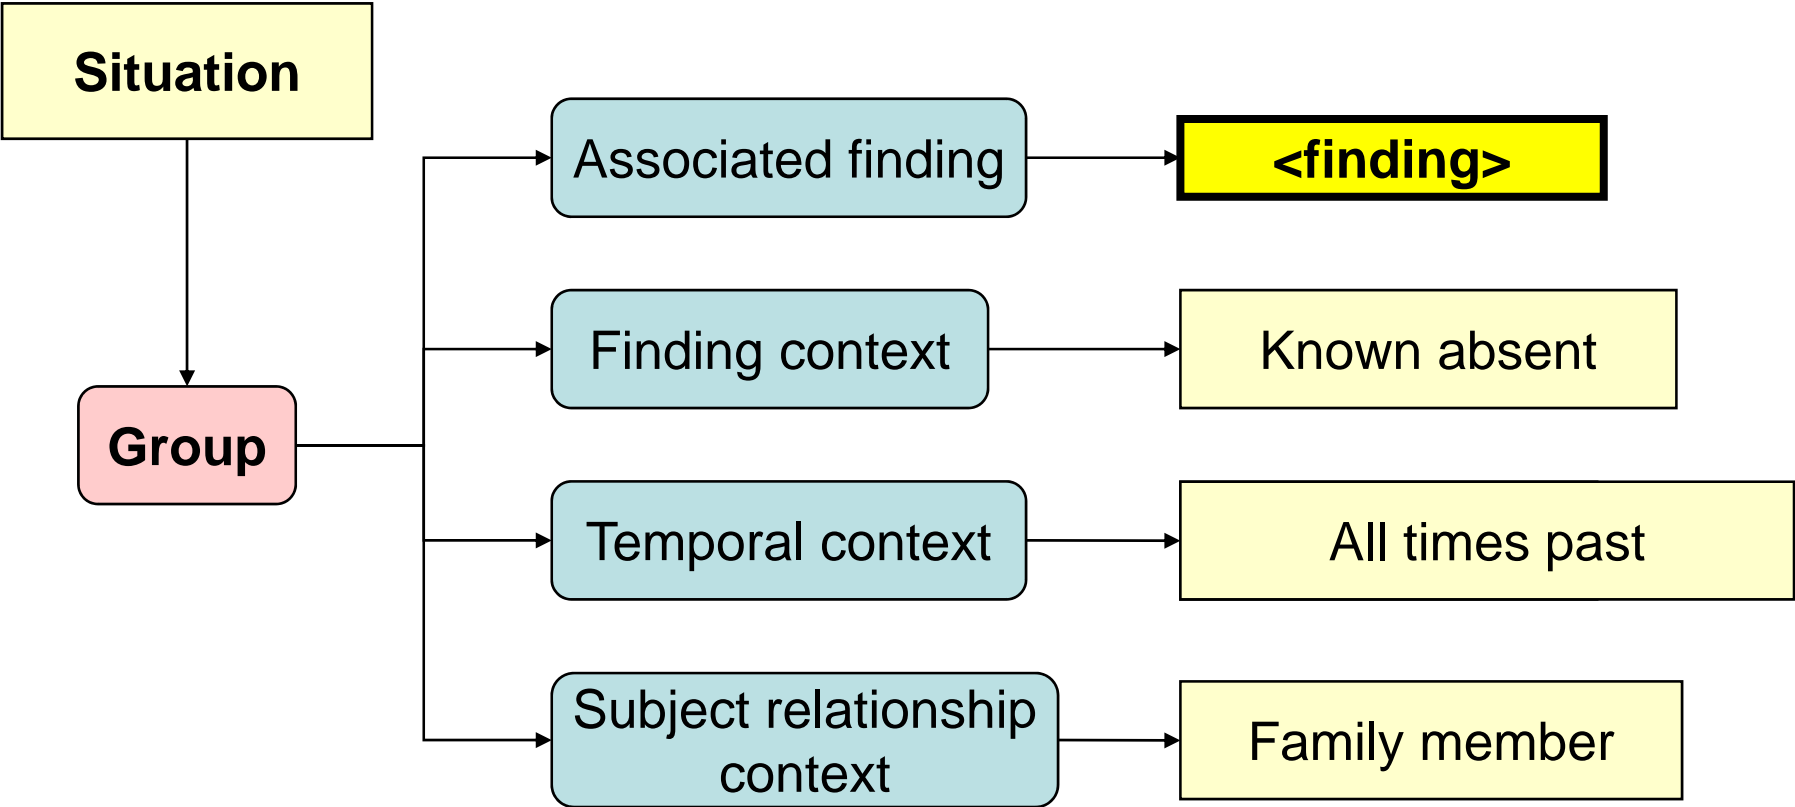 Situation
Associated finding
<finding>
Finding context
Known absent
Group
Temporal context
All times past
Subject relationship
context
Family member